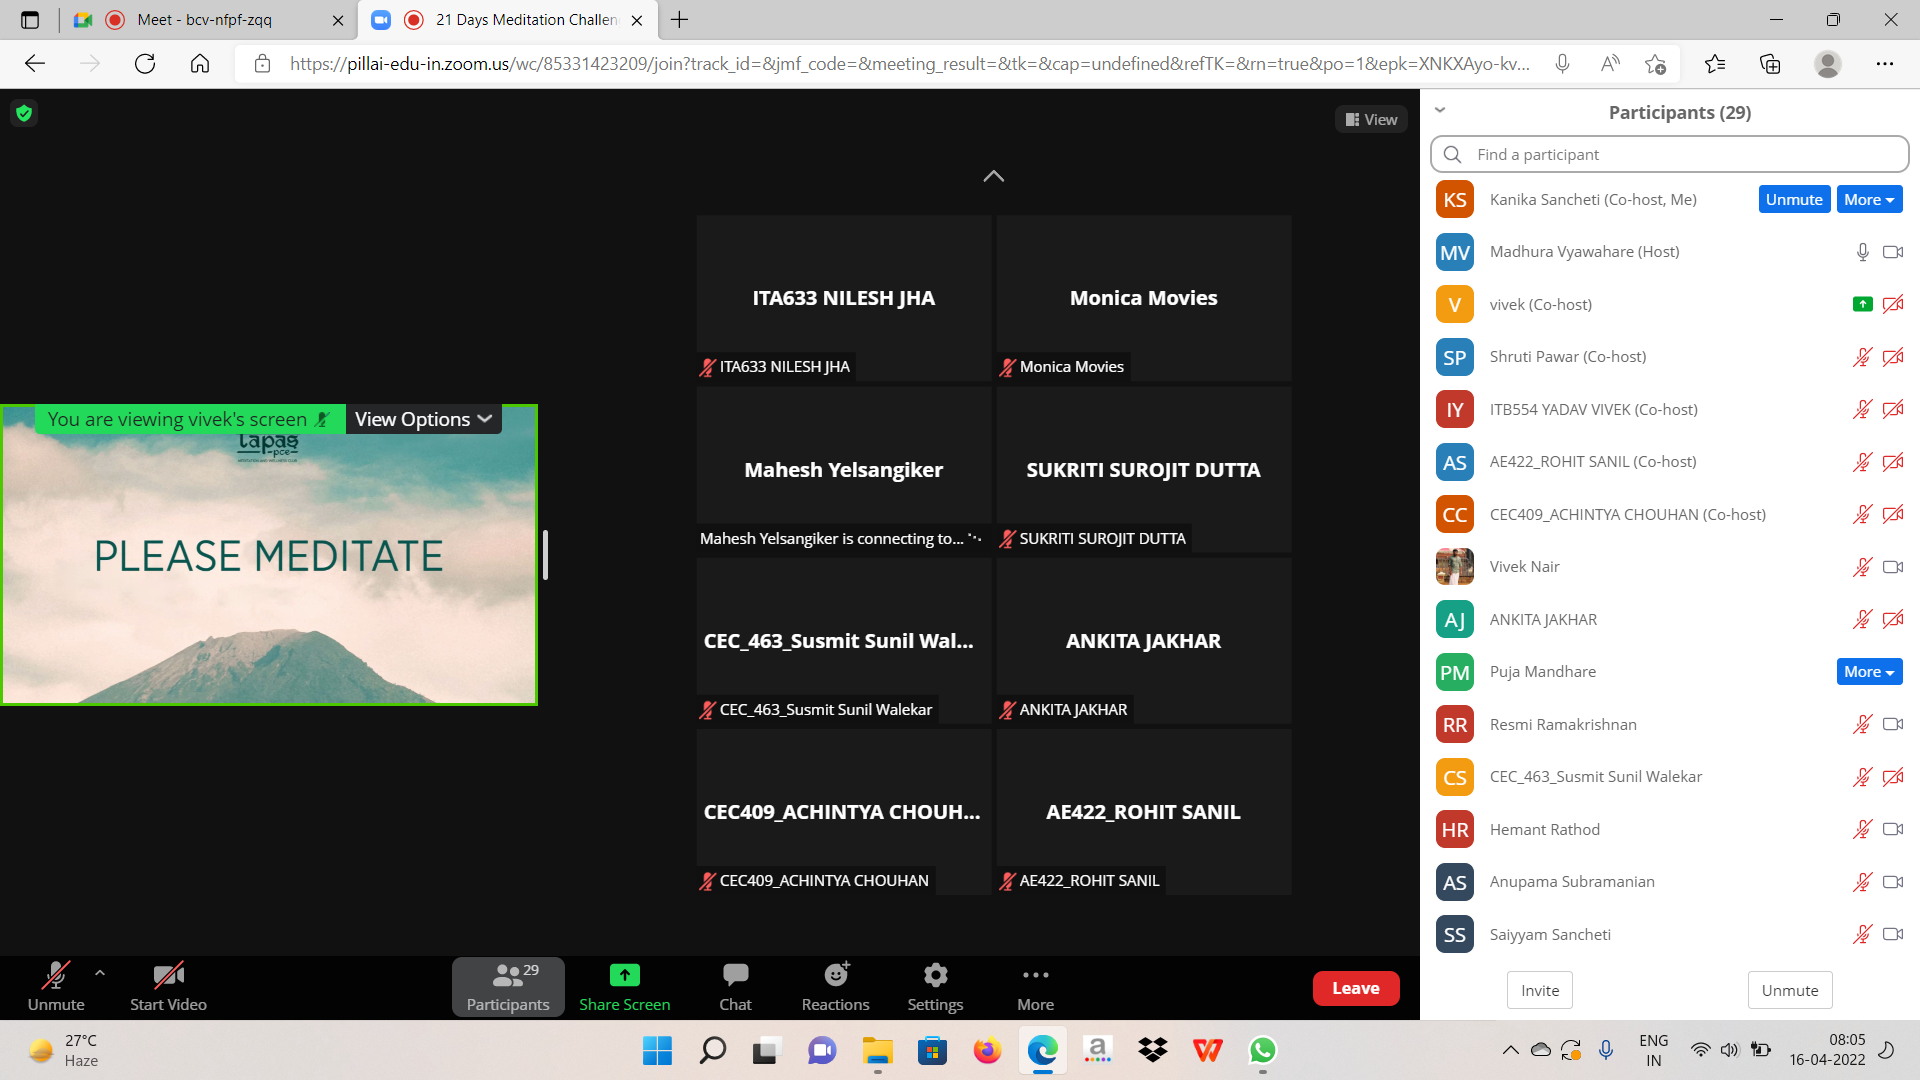 Meet - bcv-nfpf-zqq
21 Days Meditation Challen
https://pillai-edu-in.zoom.us/wc/85331423209/join?track_id=&jmf_code=&meeting_result=&tk=&cap=undefined&refTK=&rn=true&po=1&epk=XNKXAyo-kv...
View
You are viewing vivek's screen
View Options
tapas
-pce-
PLEASE MEDITATE
ITA633 NILESH JHA
ITA633 NILESH JHA
Monica Movies
Monica Movies
Mahesh Yelsangiker
Mahesh Yelsangiker is connecting to...
SUKRITI SUROJIT DUTTA
SUKRITI SUROJIT DUTTA
CEC_463_Susmit Sunil Wal...
CEC_463_Susmit Sunil Walekar
ANKITA JAKHAR
ANKITA JAKHAR
CEC409_ACHINTYA CHOUH...
CEC409_ACHINTYA CHOUHAN
AE422_ROHIT SANIL
AE422_ROHIT SANIL
Participants (29)
Find a participant
KS Kanika Sancheti (Co-host, Me) Unmute More
MV Madhura Vyawahare (Host)
V vivek (Co-host)
SP Shruti Pawar (Co-host)
IY ITB554 YADAV VIVEK (Co-host)
AS AE422_ROHIT SANIL (Co-host)
CC CEC409_ACHINTYA CHOUHAN (Co-host)
Vivek Nair
AJ ANKITA JAKHAR
PM Puja Mandhare More
RR Resmi Ramakrishnan
CS CEC_463_Susmit Sunil Walekar
HR Hemant Rathod
AS Anupama Subramanian
SS Saiyyam Sancheti
Invite
Unmute
Unmute
Start Video
29
Participants
Share Screen
Chat
Reactions
Settings
More
Leave
27°C
Haze
ENG
IN
08:05
16-04-2022